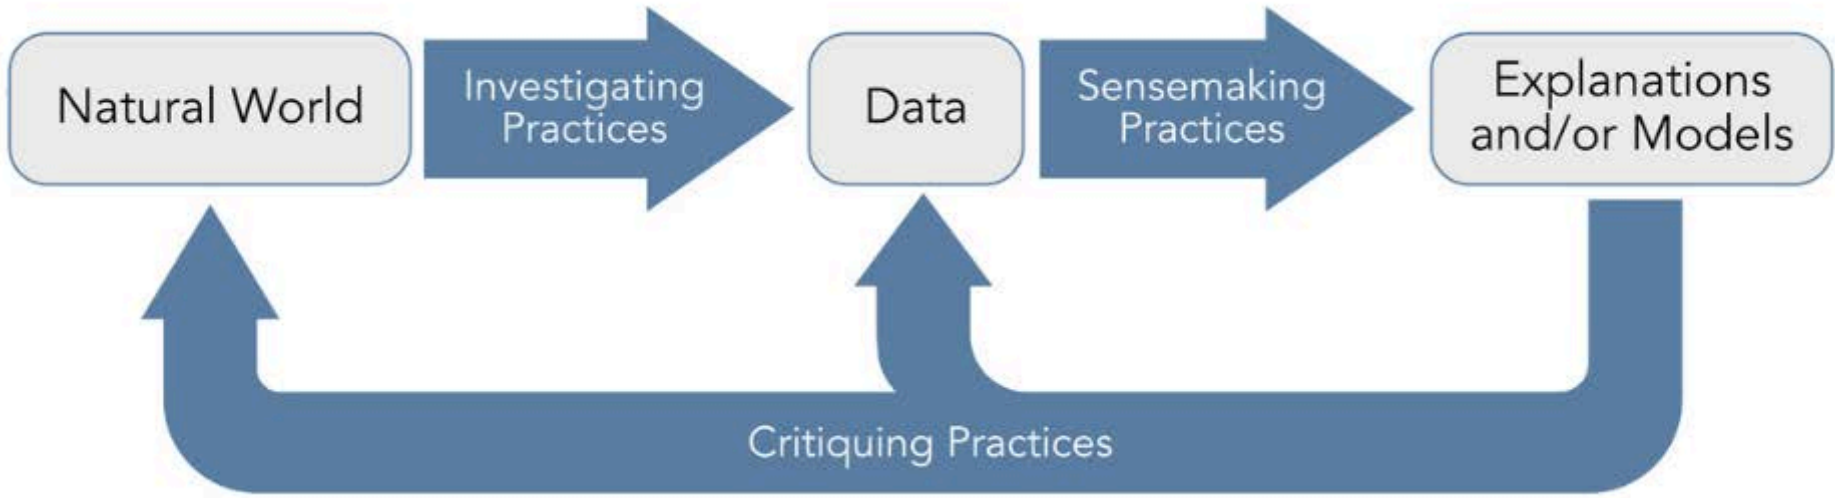 Natural World
Investigating
Practices
Data
Sensemaking
Practices
Explanations
and/or Models
Critiquing Practices